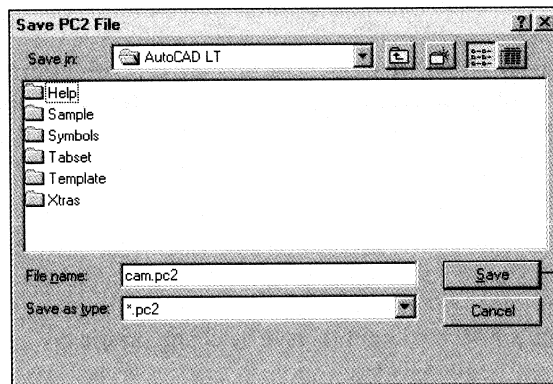 Save PC2 File
Save in: AutoCAD LT
Help
Sample
Symbols
Tabset
Template
Xtras
File name: cam.pc2 Save
Save as type: *.pc2 Cancel